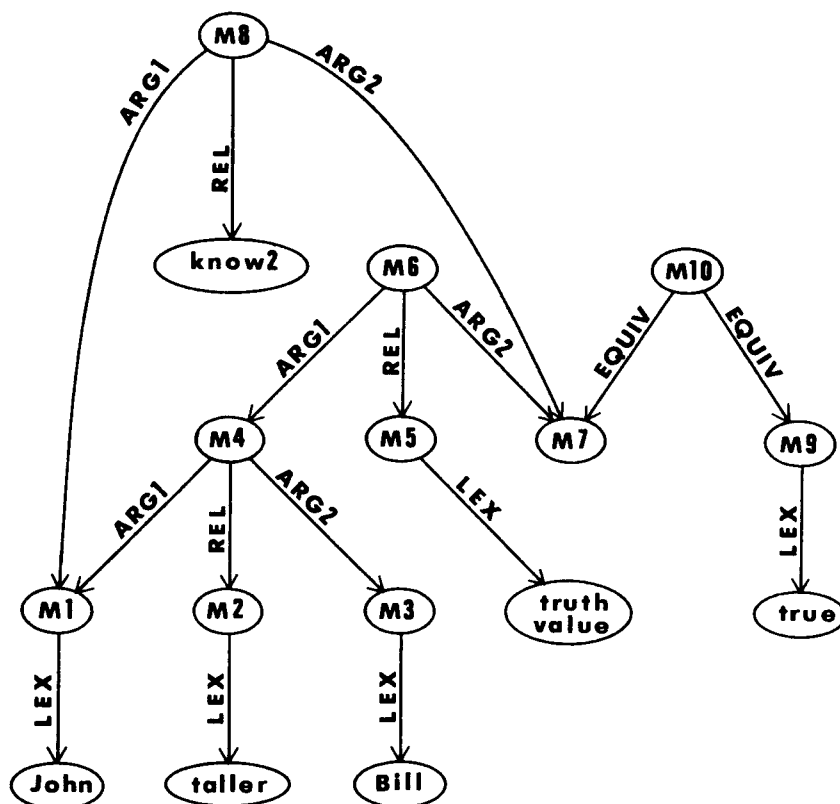 M8
ARG1
ARG2
REL
know2
M6
M10
ARG1
REL
ARG2
EQUIV
EQUIV
M4
M5
M7
M9
ARG1
REL
ARG2
LEX
LEX
M1
M2
M3
truth
value
true
LEX
LEX
LEX
John
taller
Bill